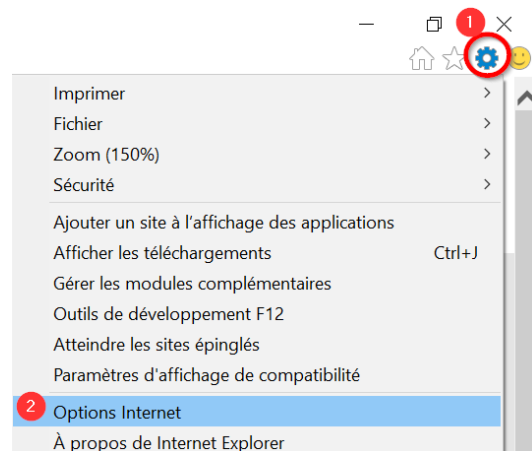 1
Imprimer >
Fichier >
Zoom (150%) >
Sécurité >
Ajouter un site à l'affichage des applications
Afficher les téléchargements Ctrl+J
Gérer les modules complémentaires
Outils de développement F12
Atteindre les sites épinglés
Paramètres d'affichage de compatibilité
2 Options Internet
À propos de Internet Explorer